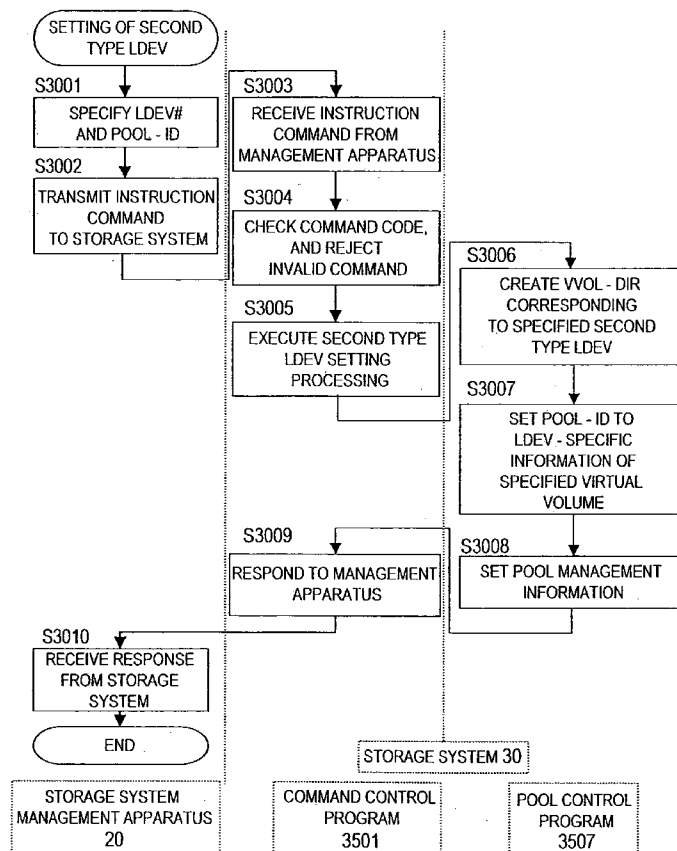 SETTING OF SECOND
TYPE LDEV
S3001
SPECIFY LDEV#
AND POOL - ID
S3002
TRANSMIT INSTRUCTION
COMMAND
TO STORAGE SYSTEM
S3003
RECEIVE INSTRUCTION
COMMAND FROM
MANAGEMENT APPARATUS
S3004
CHECK COMMAND CODE,
AND REJECT
INVALID COMMAND
S3005
EXECUTE SECOND TYPE
LDEV SETTING
PROCESSING
S3006
CREATE VVOL - DIR
CORRESPONDING
TO SPECIFIED SECOND
TYPE LDEV
S3007
SET POOL - ID TO
LDEV - SPECIFIC
INFORMATION OF
SPECIFIED VIRTUAL
VOLUME
S3008
SET POOL MANAGEMENT
INFORMATION
S3009
RESPOND TO MANAGEMENT
APPARATUS
S3010
RECEIVE RESPONSE
FROM STORAGE
SYSTEM
END
STORAGE SYSTEM 30
STORAGE SYSTEM
MANAGEMENT APPARATUS
20
COMMAND CONTROL
PROGRAM
3501
POOL CONTROL
PROGRAM
3507